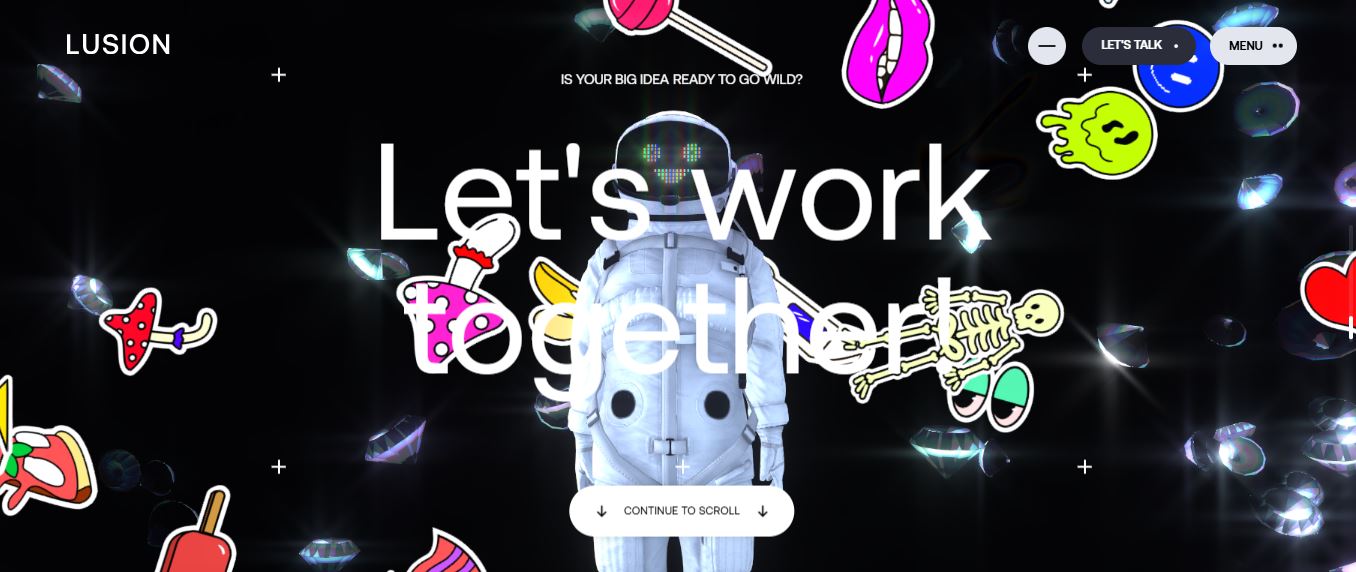 LUSION
LET'S TALK
MENU
IS YOUR BIG IDEA READY TO GO WILD?
Let's work
together!
CONTINUE TO SCROLL